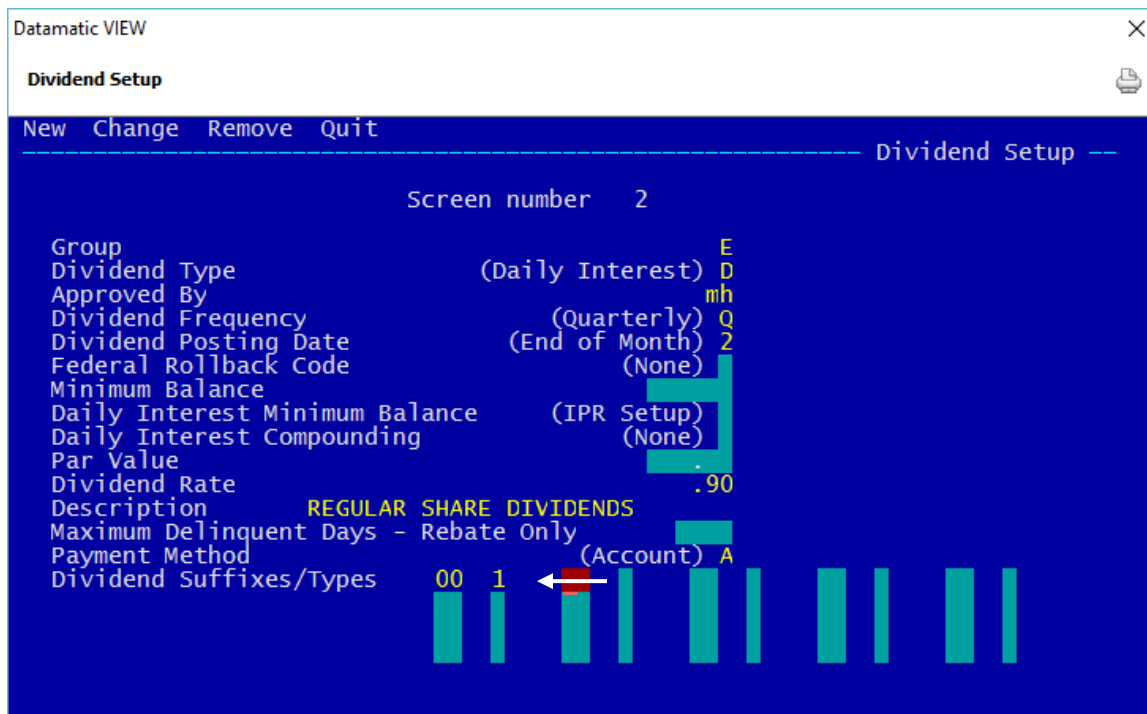 Datamatic VIEW
Dividend Setup
New Change Remove Quit
Dividend Setup
Screen number 2
Group E
Dividend Type (Daily Interest) D
Approved By mh
Dividend Frequency (Quarterly) Q
Dividend Posting Date (End of Month) 2
Federal Rollback Code (None)
Minimum Balance
Daily Interest Minimum Balance (IPR Setup)
Daily Interest Compounding (None)
Par Value .
Dividend Rate .90
Description REGULAR SHARE DIVIDENDS
Maximum Delinquent Days - Rebate Only
Payment Method (Account) A
Dividend Suffixes/Types 00 1